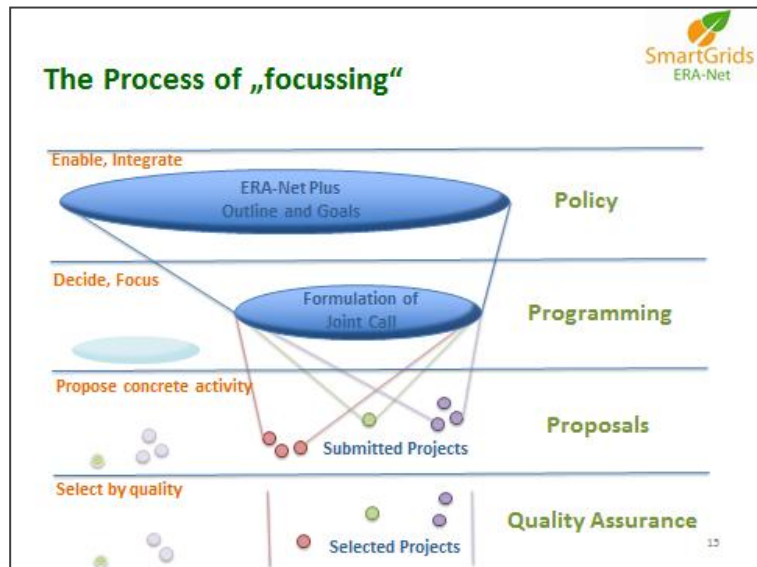 SmartGrids
ERA-Net
The Process of „focussing“
Enable, Integrate
ERA-Net Plus
Outline and Goals
Policy
Decide, Focus
Formulation of
Joint Call
Programming
Propose concrete activity
Submitted Projects
Proposals
Select by quality
Selected Projects
Quality Assurance
13